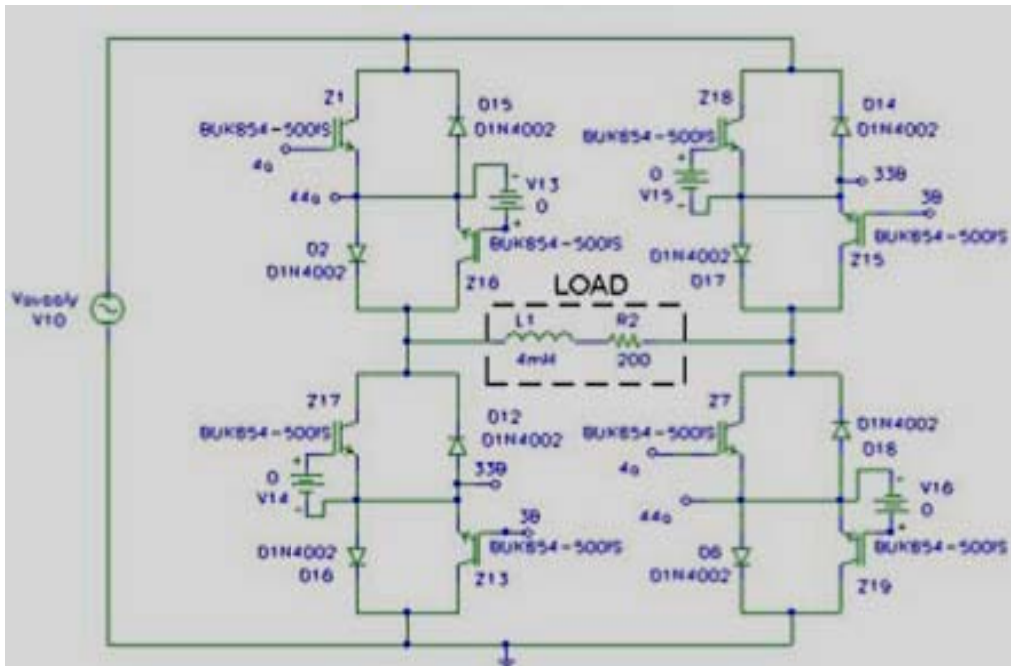 Z1
D15
BUK854-500IS
D1N4002
4a
44a
V13
0
D2
D1N4002
BUK854-500IS
Z16
Z18
D14
BUK854-500IS
D1N4002
0
V15
33B
3B
D1N4002
D17
BUK854-500IS
Z15
Vsupply
V10
LOAD
L1
R2
4mH
200
Z17
D12
BUK854-500IS
D1N4002
0
V14
33B
3B
D1N4002
D16
BUK854-500IS
Z13
Z7
D1N4002
BUK854-500IS
D18
4a
44a
V16
0
D6
D1N4002
BUK854-500IS
Z19